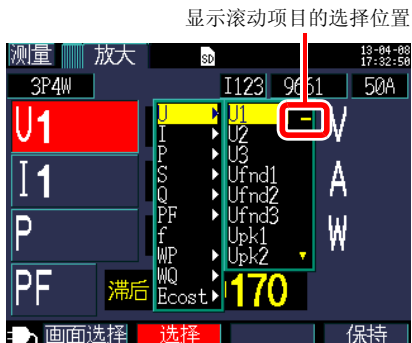 显示滚动项目的选择位置
测量 放大 SD 13-04-08
17:32:50
3P4W I123 9661 50A
U1 U U1 V
I U2
P U3
I1 S Ufnd1 A
Q Ufnd2
P PF Ufnd3 W
f Upk1
WP Upk2
PF 滞后 WQ 170
Ecost
画面选择 选择 保持